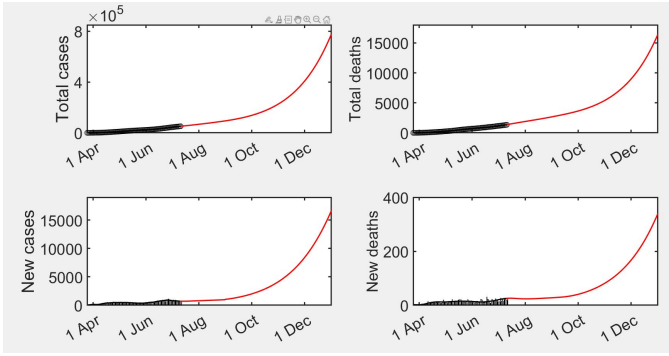 ×10^5
Total cases
8
4
0
1 Apr
1 Jun
1 Aug
1 Oct
1 Dec
Total deaths
15000
10000
5000
0
1 Apr
1 Jun
1 Aug
1 Oct
1 Dec
New cases
15000
10000
5000
0
1 Apr
1 Jun
1 Aug
1 Oct
1 Dec
New deaths
400
200
0
1 Apr
1 Jun
1 Aug
1 Oct
1 Dec